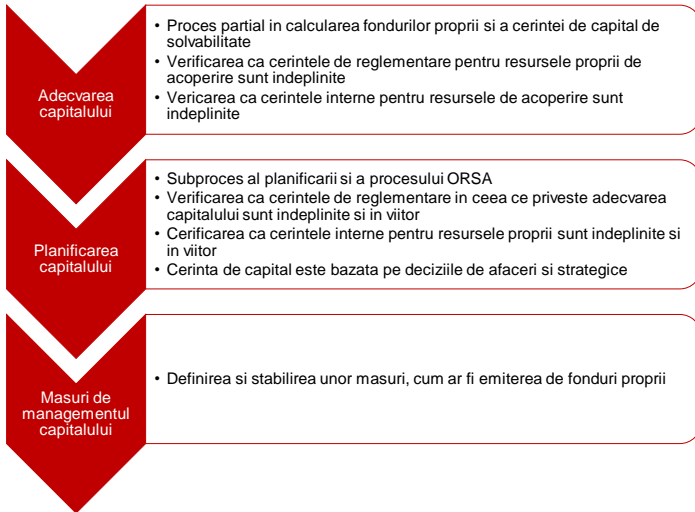 Adecvarea
capitalului
• Proces partial in calcularea fondurilor proprii si a cerintei de capital de
solvabilitate
• Verificarea ca cerintele de reglementare pentru resursele proprii de
acoperire sunt indeplinite
• Vericarea ca cerintele interne pentru resursele de acoperire sunt
indeplinite
Planificarea
capitalului
• Subproces al planificarii si a procesului ORSA
• Verificarea ca cerintele de reglementare in ceea ce priveste adecvarea
capitalului sunt indeplinite si in viitor
• Cerificarea ca cerintele interne pentru resursele proprii sunt indeplinite si
in viitor
• Cerinta de capital este bazata pe deciziile de afaceri si strategice
Masuri de
managementul
capitalului
• Definirea si stabilirea unor masuri, cum ar fi emiterea de fonduri proprii